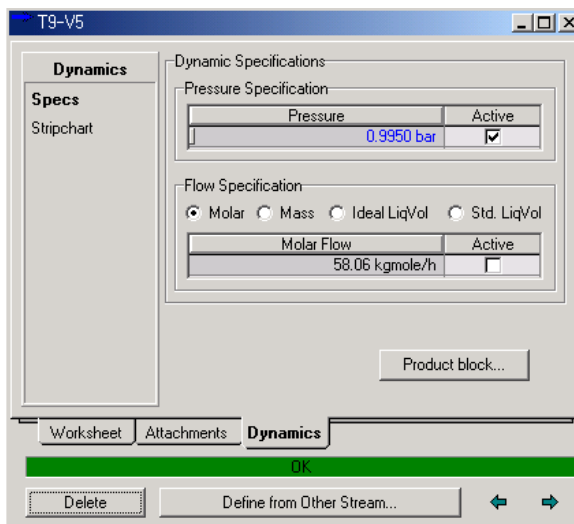 T9-V5
Dynamics
Specs
Stripchart
Dynamic Specifications
Pressure Specification
Pressure Active
0.9950 bar
Flow Specification
Molar Mass Ideal LiqVol Std. LiqVol
Molar Flow Active
58.06 kgmole/h
Product block...
Worksheet Attachments Dynamics
OK
Delete Define from Other Stream...